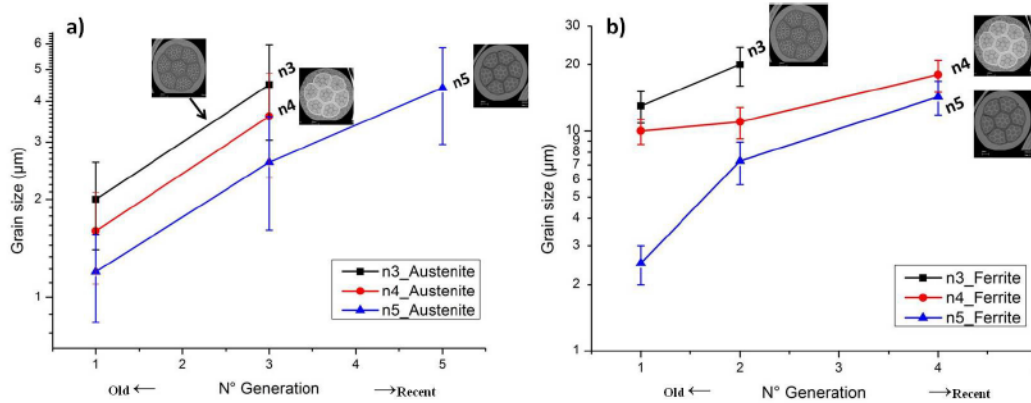 a)
6
5
4
3
2
1
Grain size (µm)
n3
n4
n5
n3_Austenite
n4_Austenite
n5_Austenite
1 2 3 4 5
Old ← N° Generation → Recent
b)
30
20
10
9
8
7
6
5
4
3
2
1
Grain size (µm)
n3
n4
n5
n3_Ferrite
n4_Ferrite
n5_Ferrite
1 2 3 4
Old ← N° Generation → Recent